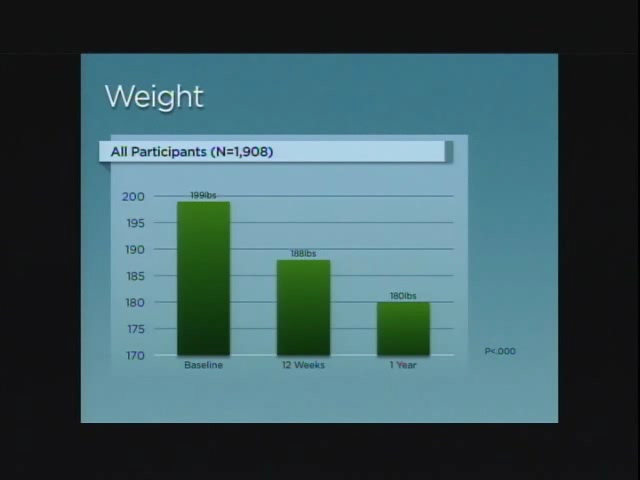 Weight
All Participants (N=1,908)
200
195
190
185
180
175
170
199lbs
188lbs
180lbs
Baseline
12 Weeks
1 Year
P<.000